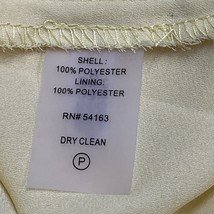 SHELL:
100% POLYESTER
LINING:
100% POLYESTER
RN# 54163
DRY CLEAN
P